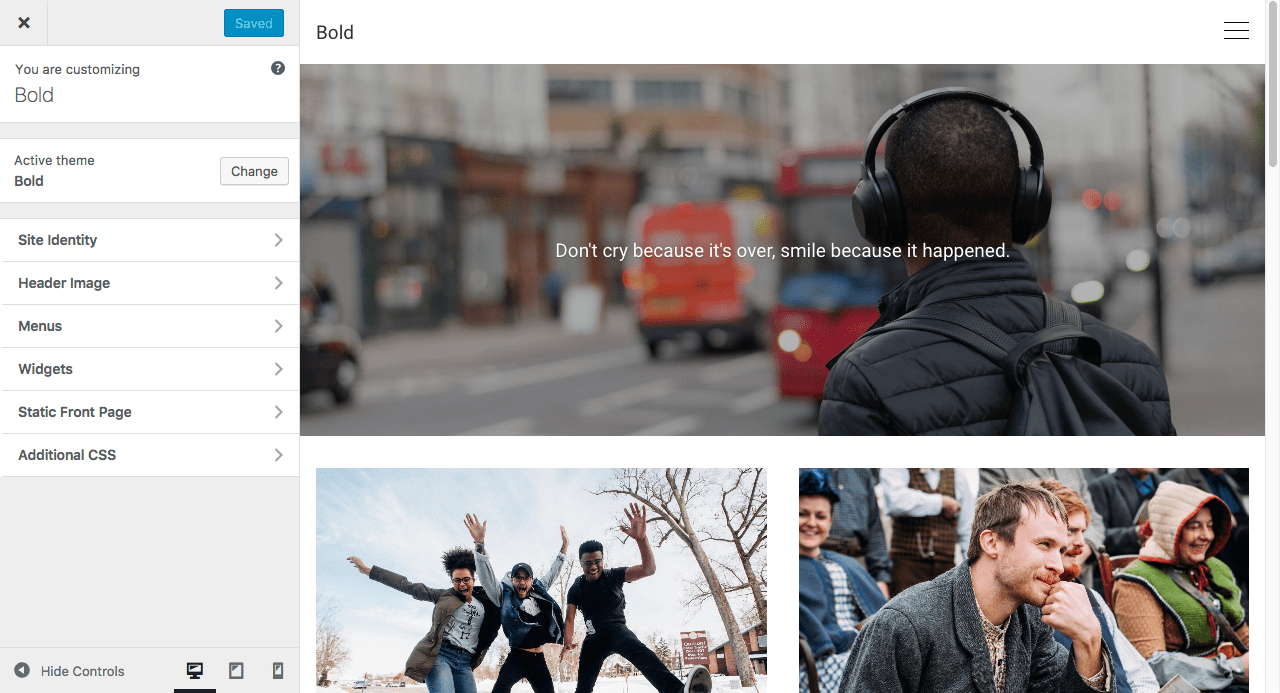 Saved
Bold
You are customizing
?
Bold
Active theme
Bold
Change
Site Identity
Header Image
Menus
Widgets
Static Front Page
Additional CSS
Hide Controls
Don't cry because it's over, smile because it happened.